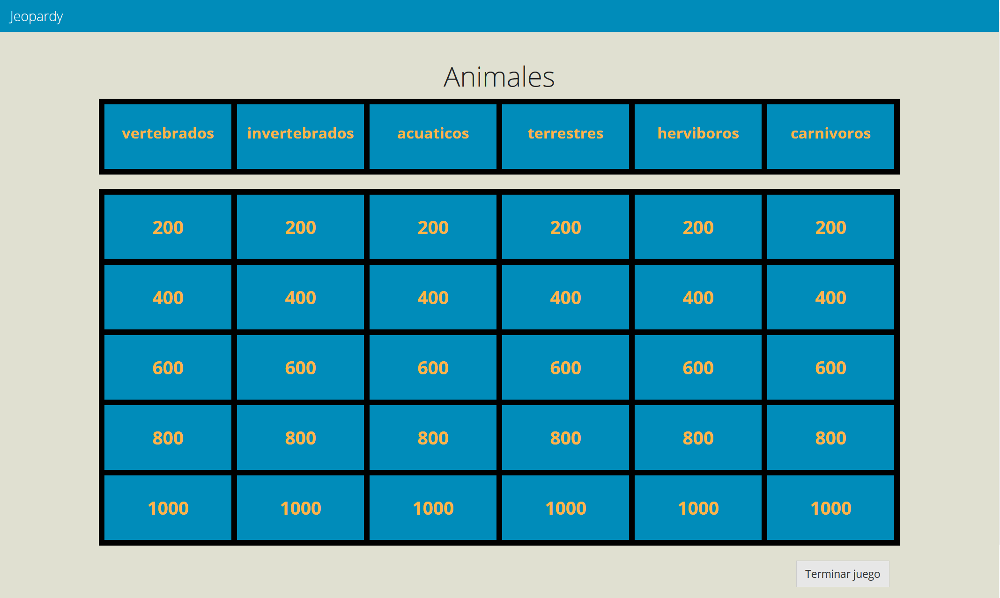 Jeopardy
Animales
vertebrados invertebrados acuaticos terrestres herviboros carnivoros
200 200 200 200 200 200
400 400 400 400 400 400
600 600 600 600 600 600
800 800 800 800 800 800
1000 1000 1000 1000 1000 1000
Terminar juego